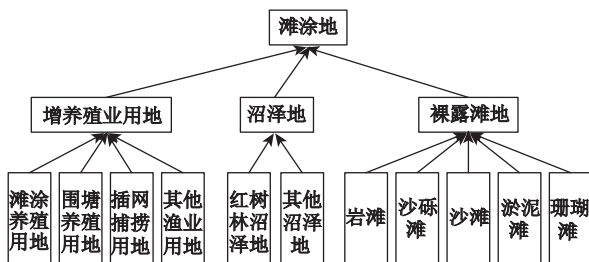 滩涂地
增养殖业用地
沼泽地
裸露滩地
滩涂
养殖
用地
围塘
养殖
用地
插网
捕捞
用地
其他
渔业
用地
红树
林沼
泽地
其他
沼泽
地
岩滩
沙砾
滩
沙滩
淤泥
滩
珊瑚
滩